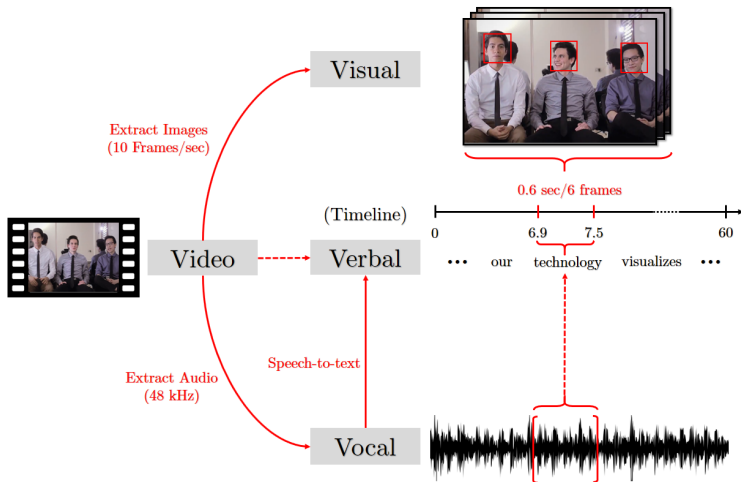 Visual
Extract Images
(10 Frames/sec)
0.6 sec/6 frames
(Timeline)
0 6.9 7.5 60
Video
Verbal
••• our technology visualizes •••
Speech-to-text
Extract Audio
(48 kHz)
Vocal